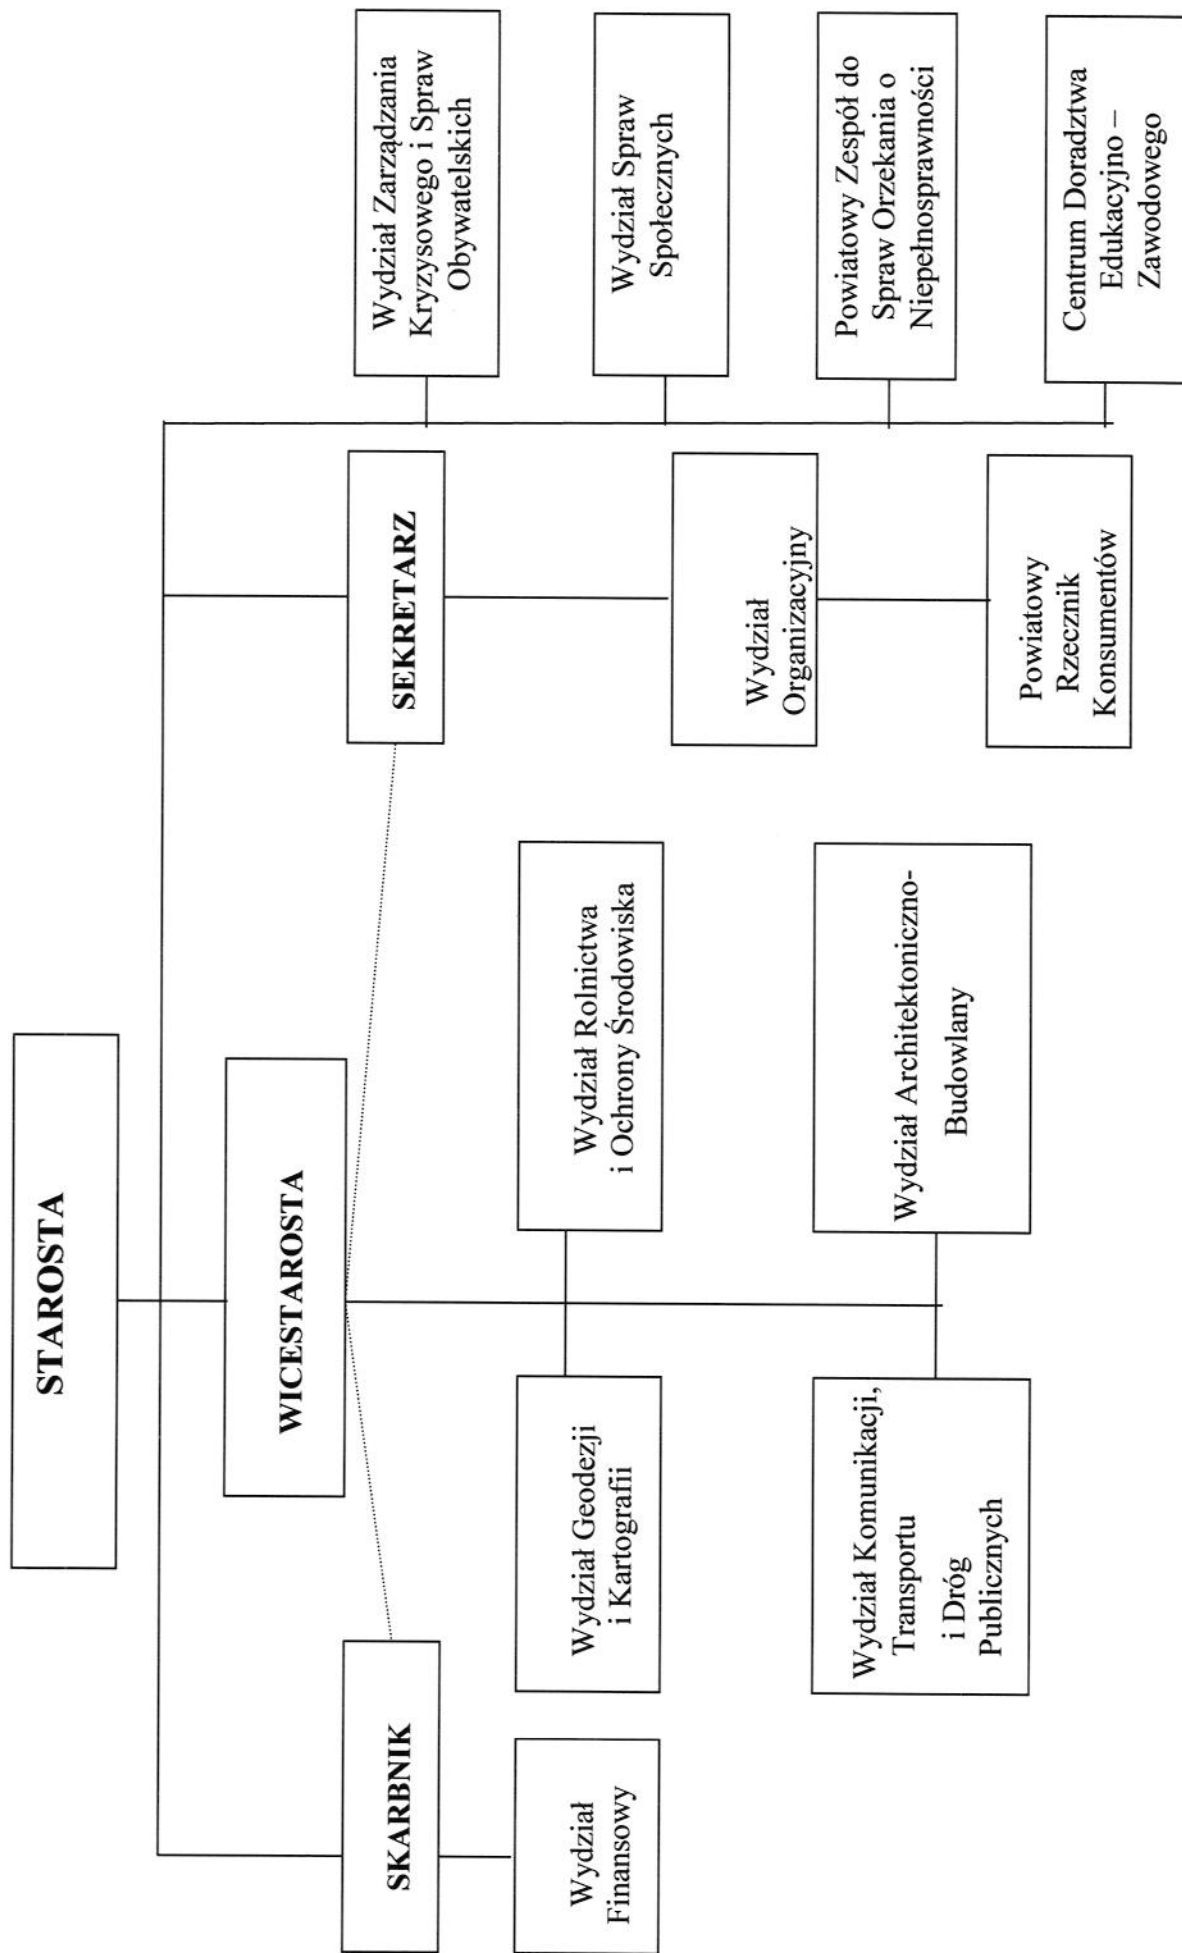 STAROSTA
WICESTAROSTA
SKARBNIK
SEKRETARZ
Wydział
Finansowy
Wydział Geodezji
i Kartografii
Wydział Rolnictwa
i Ochrony Środowiska
Wydział Komunikacji,
Transportu
i Dróg
Publicznych
Wydział Architektoniczno-
Budowlany
Wydział
Organizacyjny
Powiatowy
Rzecznik
Konsumentów
Wydział Zarządzania
Kryzysowego i Spraw
Obywatelskich
Wydział Spraw
Społecznych
Powiatowy Zespół do
Spraw Orzekania o
Niepełnosprawności
Centrum Doradztwa
Edukacyjno –
Zawodowego